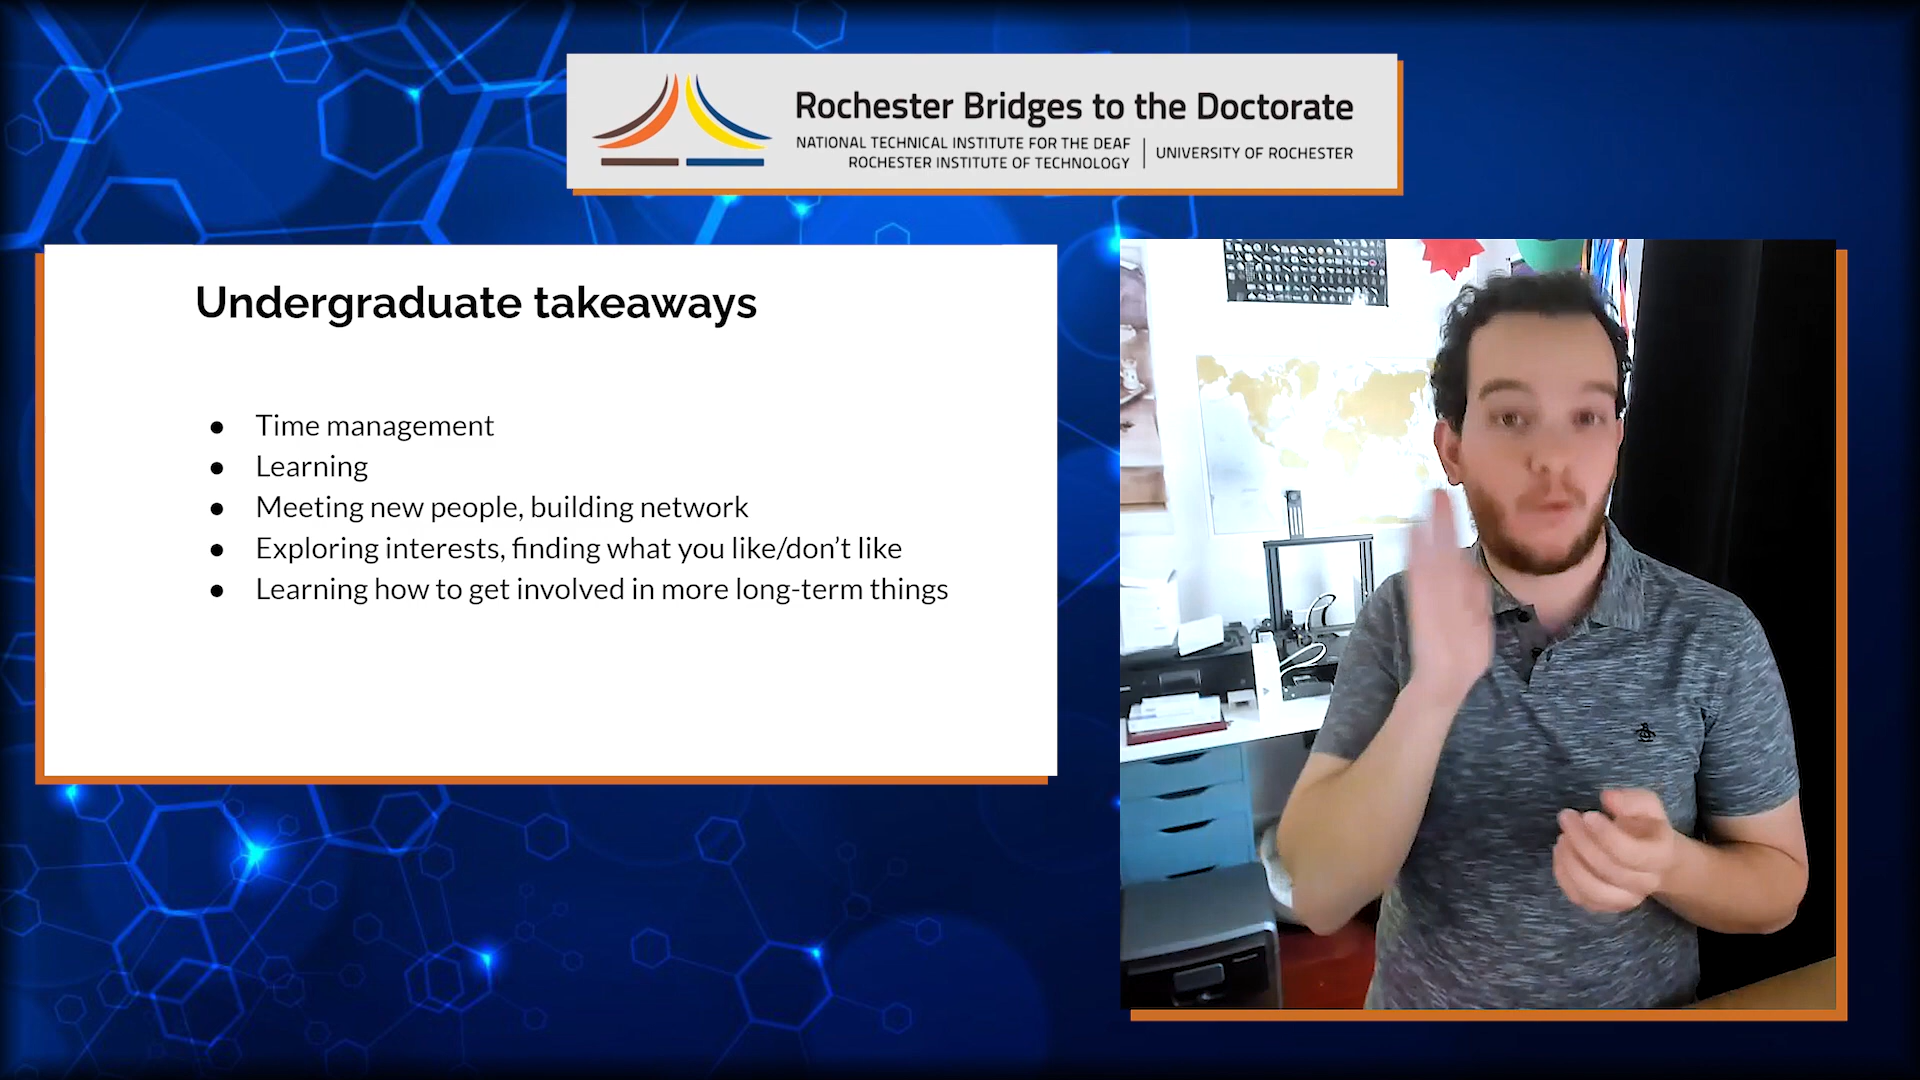 Rochester Bridges to the Doctorate
NATIONAL TECHNICAL INSTITUTE FOR THE DEAF
ROCHESTER INSTITUTE OF TECHNOLOGY
UNIVERSITY OF ROCHESTER
Undergraduate takeaways
● Time management
● Learning
● Meeting new people, building network
● Exploring interests, finding what you like/don’t like
● Learning how to get involved in more long-term things